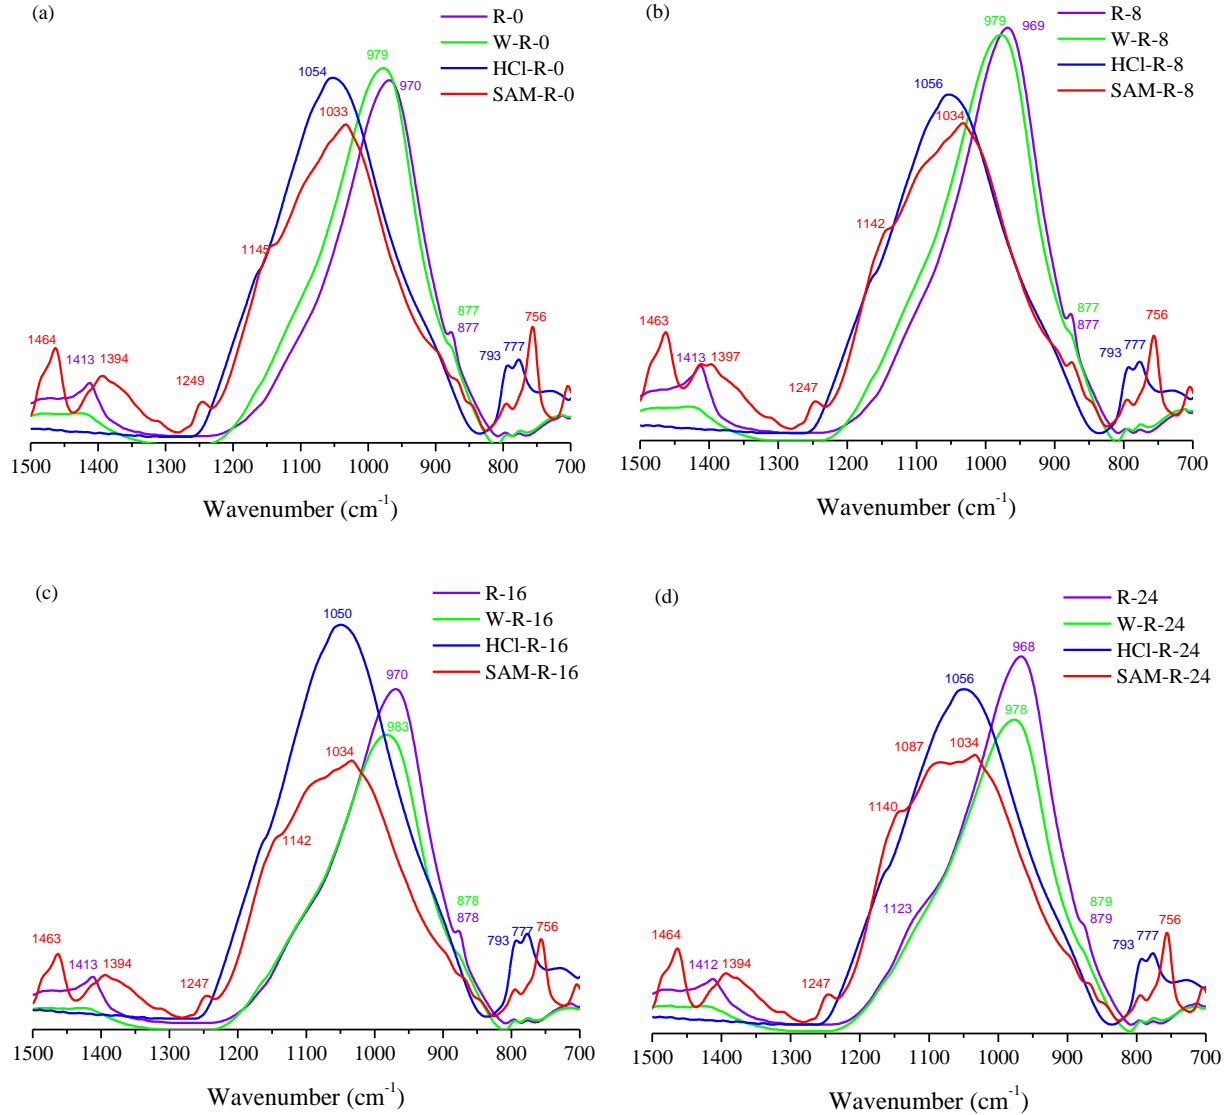 (a)
R-0
W-R-0
HCl-R-0
SAM-R-0
979
1054
970
1033
1145
877
877
756
777
793
1464
1413
1394
1249
1500 1400 1300 1200 1100 1000 900 800 700
Wavenumber (cm⁻¹)
(b)
R-8
W-R-8
HCl-R-8
SAM-R-8
979
969
1056
1034
1142
877
877
756
777
793
1463
1413
1397
1247
1500 1400 1300 1200 1100 1000 900 800 700
Wavenumber (cm⁻¹)
(c)
R-16
W-R-16
HCl-R-16
SAM-R-16
1050
970
983
1034
1142
878
878
756
777
793
1463
1413
1394
1247
1500 1400 1300 1200 1100 1000 900 800 700
Wavenumber (cm⁻¹)
(d)
R-24
W-R-24
HCl-R-24
SAM-R-24
968
1056
978
1087
1034
1140
1123
879
879
756
777
793
1464
1412
1394
1247
1500 1400 1300 1200 1100 1000 900 800 700
Wavenumber (cm⁻¹)